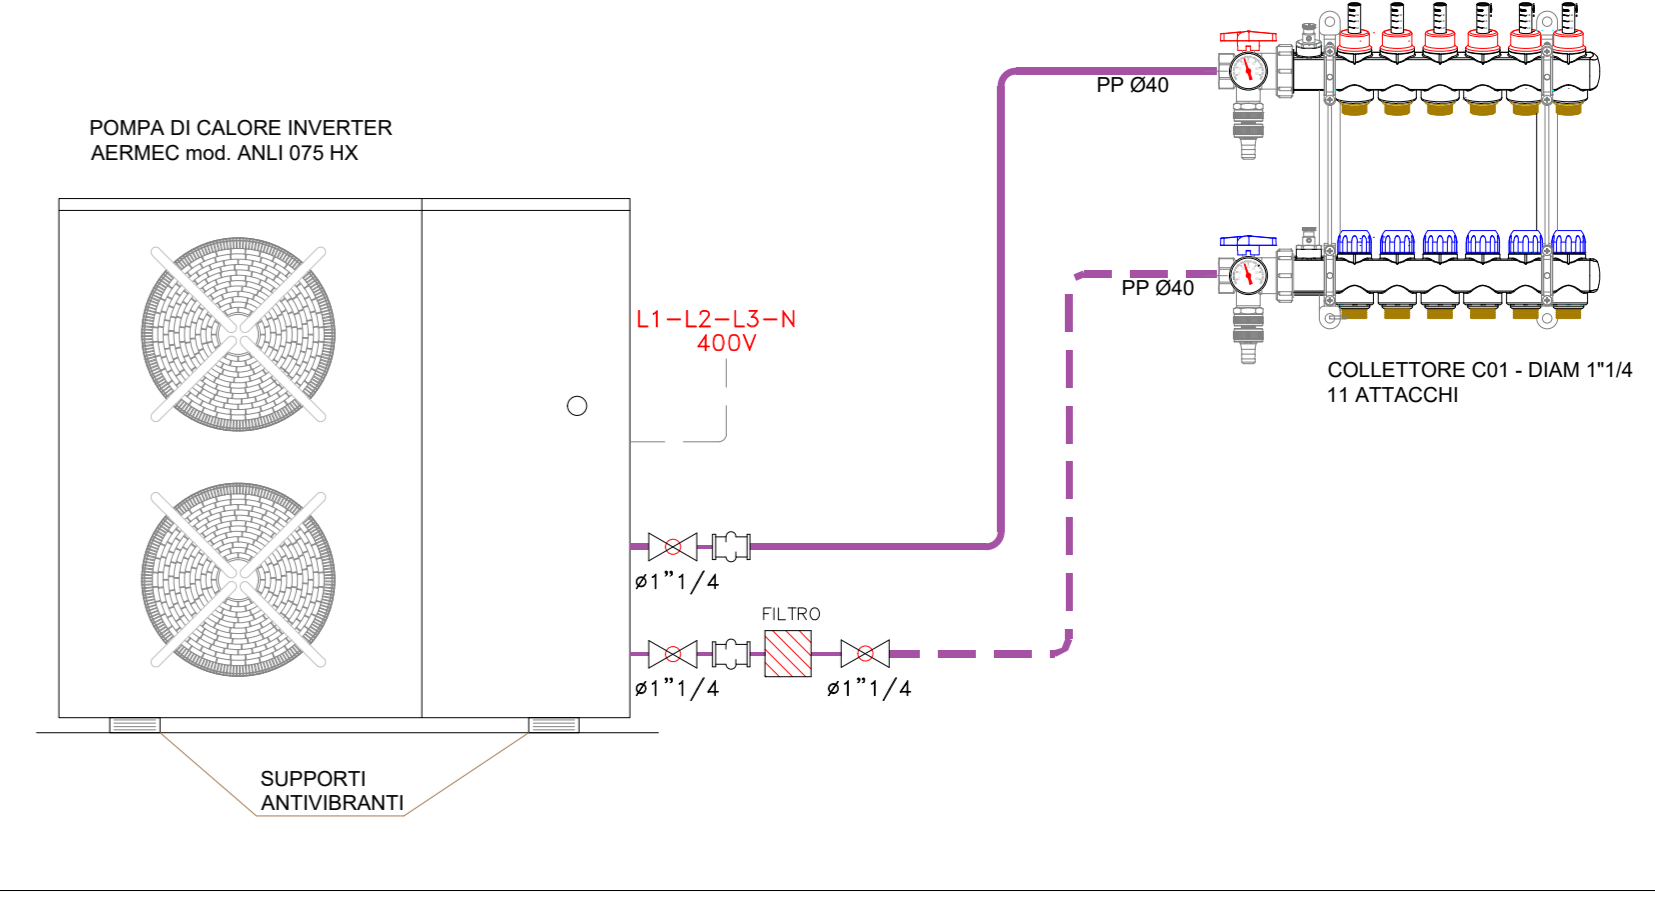 POMPA DI CALORE INVERTER
AERMEC mod. ANLI 075 HX
PP Ø40
PP Ø40
L1-L2-L3-N
400V
COLLETTORE C01 - DIAM 1"1/4
11 ATTACCHI
ø1"1/4
FILTRO
ø1"1/4
ø1"1/4
SUPPORTI
ANTIVIBRANTI